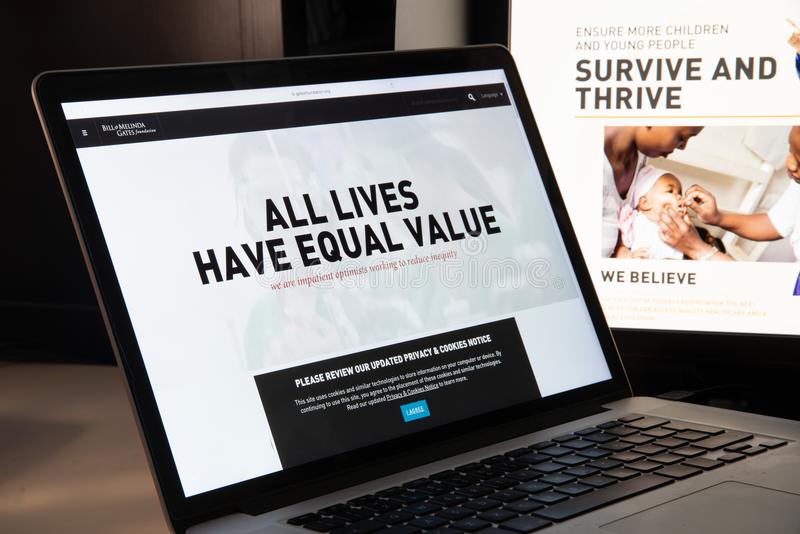 gatesfoundation.org
BILL & MELINDA
GATES foundation
Language
ALL LIVES
HAVE EQUAL VALUE
we are impatient optimists working to reduce inequity
PLEASE REVIEW OUR UPDATED PRIVACY & COOKIES NOTICE
This site uses cookies and similar technologies to store information on your computer or device. By
continuing to use this site, you agree to the placement of these cookies and similar technologies.
Read our updated Privacy & Cookies Notice to learn more.
I AGREE
ENSURE MORE CHILDREN
AND YOUNG PEOPLE
SURVIVE AND
THRIVE
WE BELIEVE
dreamstime